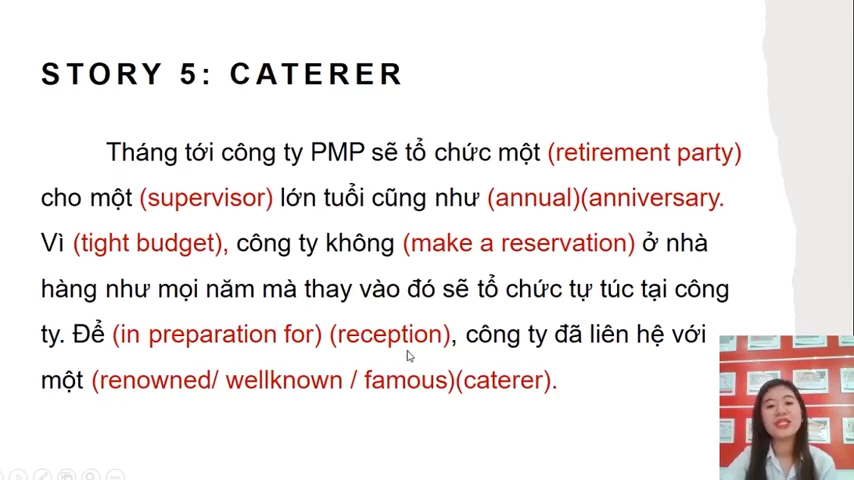 STORY 5: CATERER
Tháng tới công ty PMP sẽ tổ chức một (retirement party)
cho một (supervisor) lớn tuổi cũng như (annual)(anniversary.
Vì (tight budget), công ty không (make a reservation) ở nhà
hàng như mọi năm mà thay vào đó sẽ tổ chức tự túc tại công
ty. Để (in preparation for) (reception), công ty đã liên hệ với
một (renowned/ wellknown / famous)(caterer).